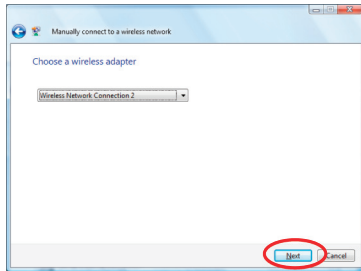 Manually connect to a wireless network
Choose a wireless adapter
Wireless Network Connection 2
Next
Cancel